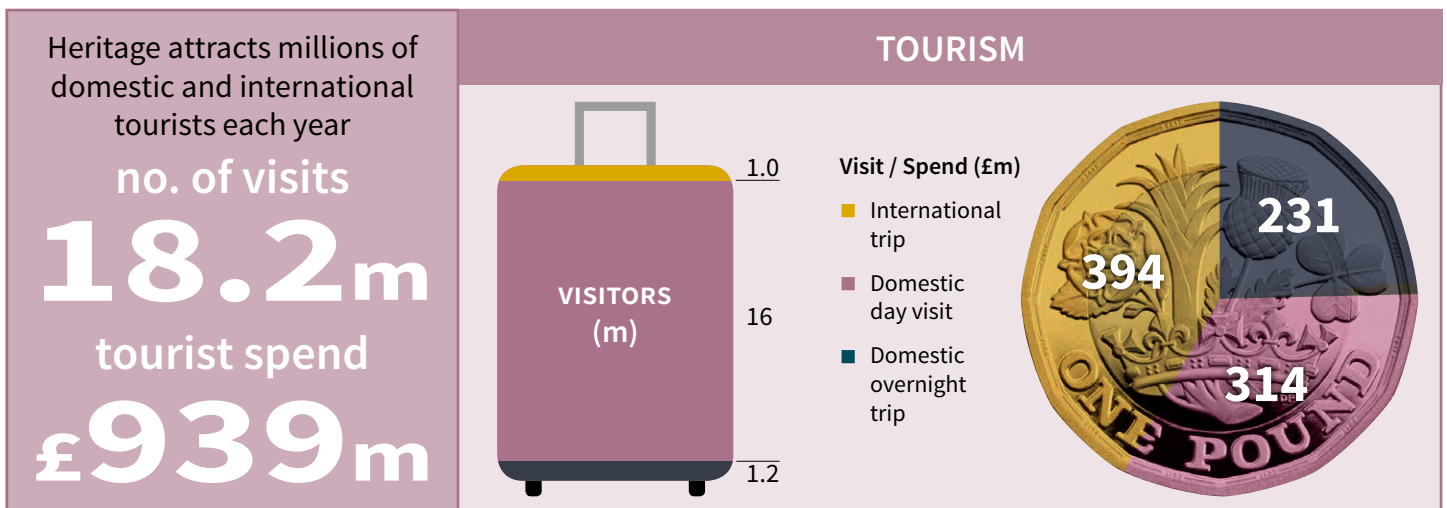 Heritage attracts millions of
domestic and international
tourists each year
no. of visits
18.2m
tourist spend
£939m
TOURISM
VISITORS
(m)
1.0
16
1.2
Visit / Spend (£m)
International
trip
Domestic
day visit
Domestic
overnight
trip
394
231
314
ONE POUND